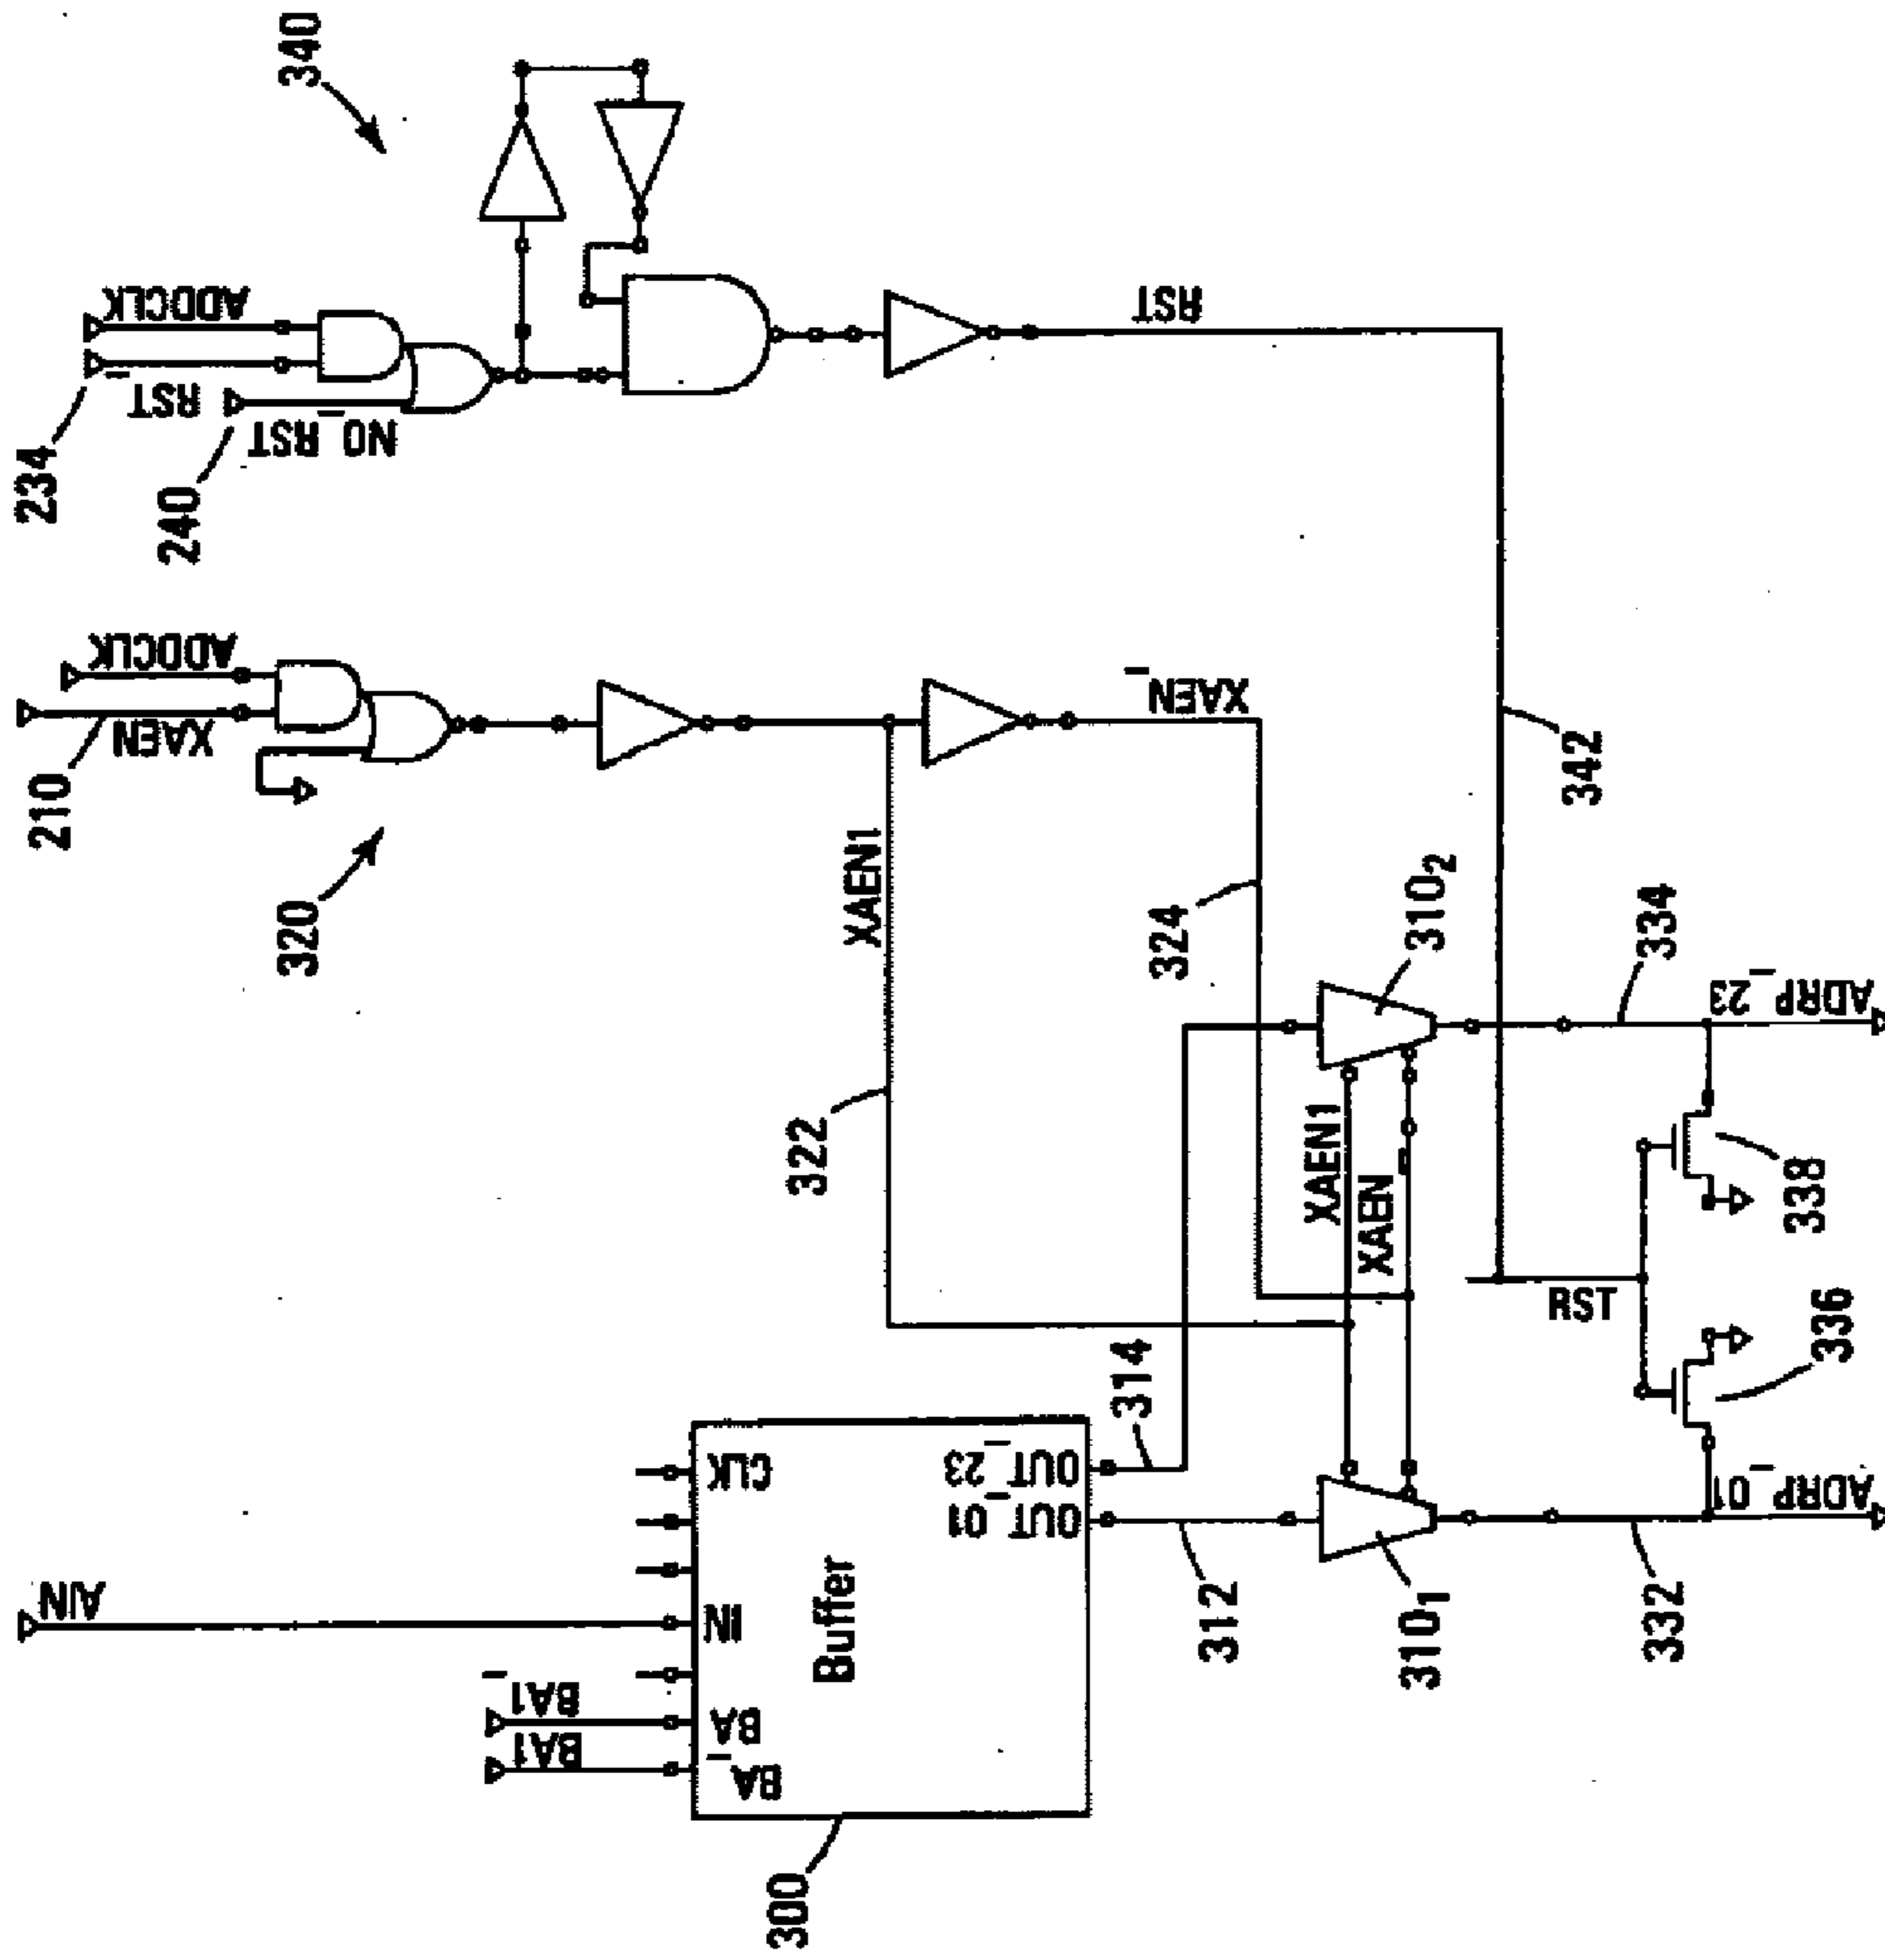 340
234
ADDCLK
RST_
240
NO_RST
RST
210
ADDCLK
XAEN
320
XAEN1
XAEN_
322
324
342
310₂
334
ADRP_23
XAEN1
XAEN_
338
RST
336
AIN
BA1_
BA1
CLK
IN
BA
BA_
Buffer
OUT_23
OUT_01
300
314
312
310₁
332
ADRP_01